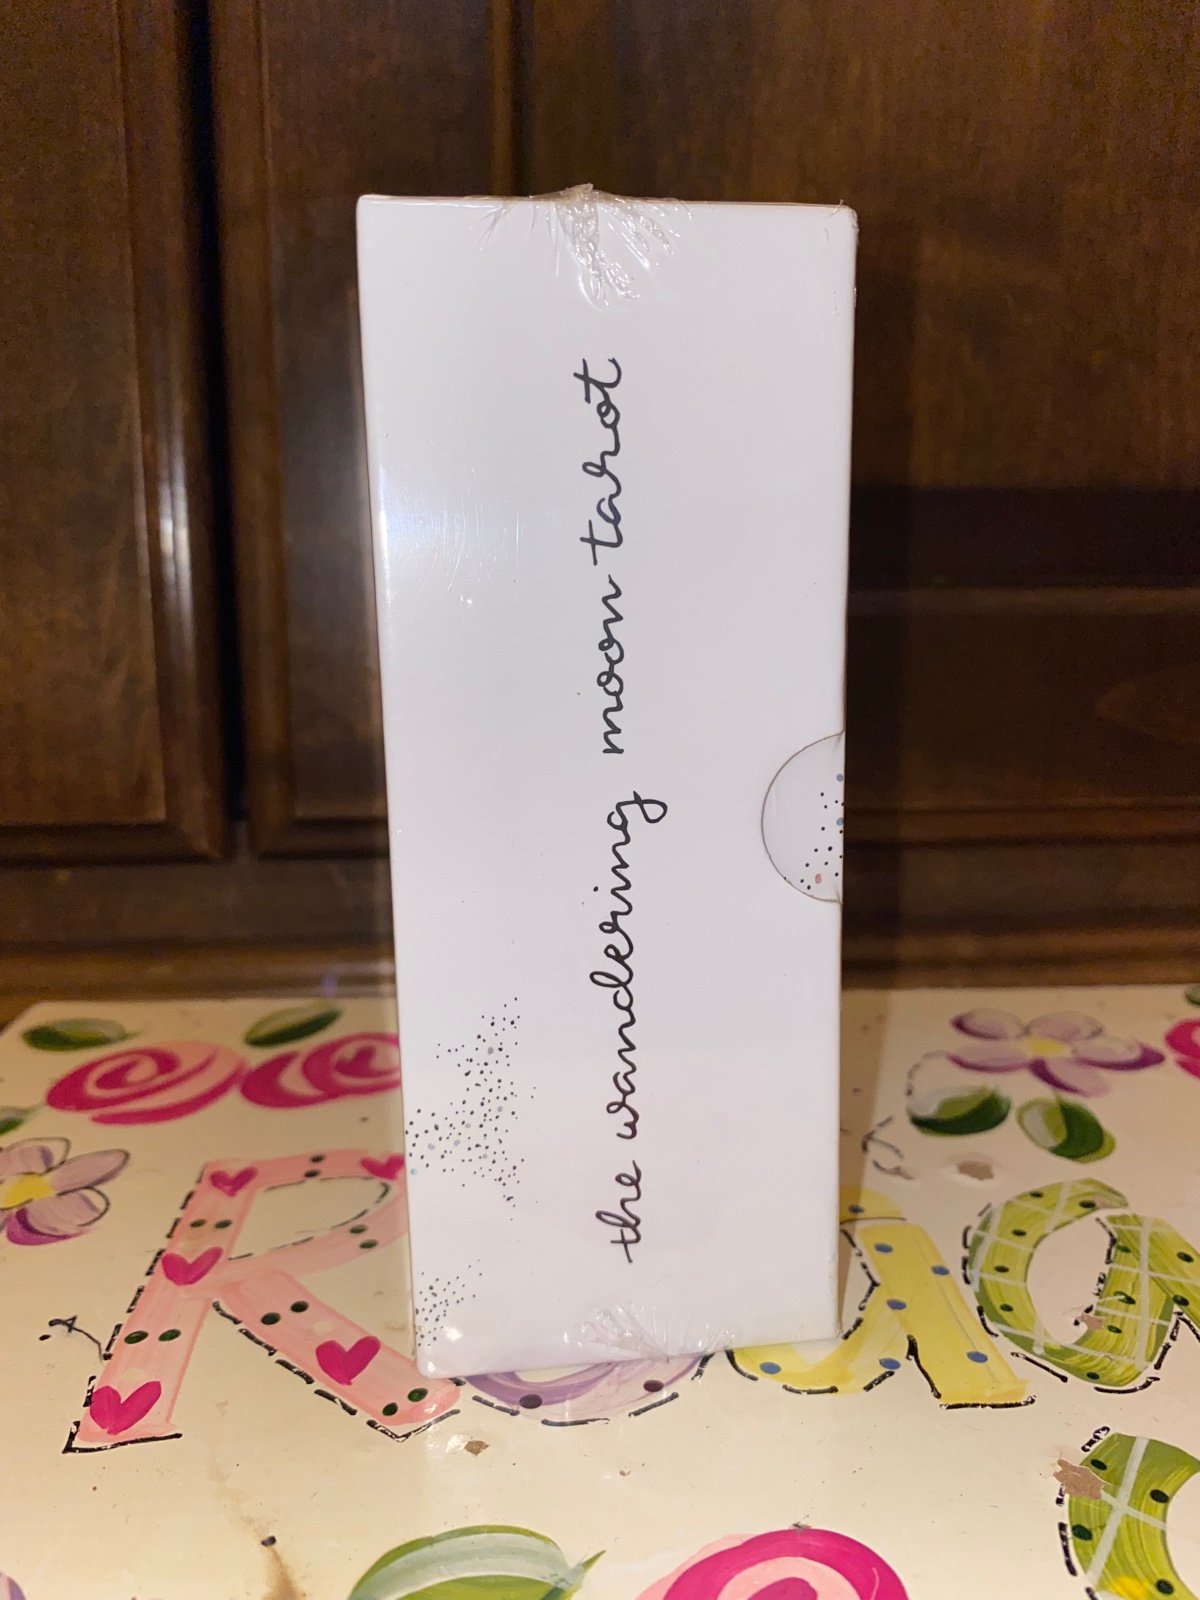 the wandering moon tarot